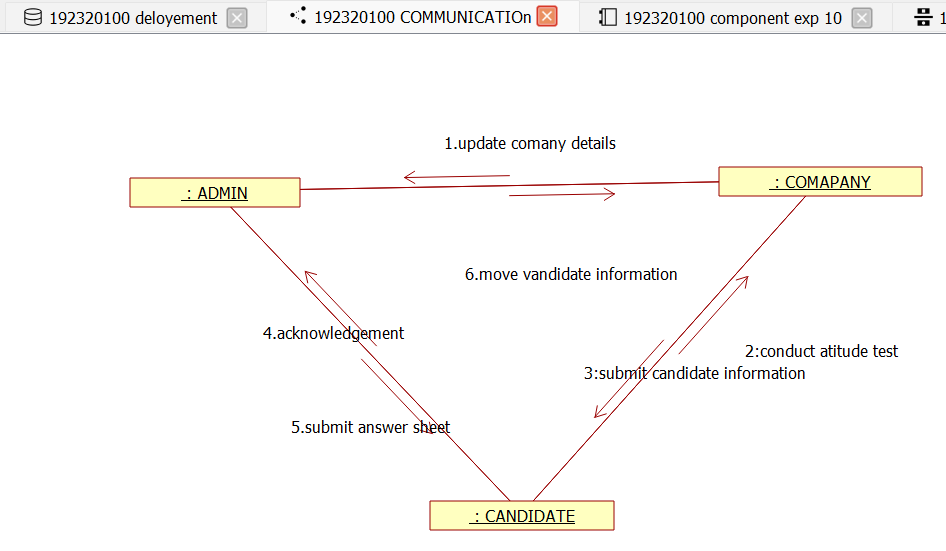 192320100 deloyement
192320100 COMMUNICATIOn
192320100 component exp 10
1
1.update comany details
: ADMIN
: COMAPANY
6.move vandidate information
4.acknowledgement
2:conduct atitude test
3:submit candidate information
5.submit answer sheet
: CANDIDATE